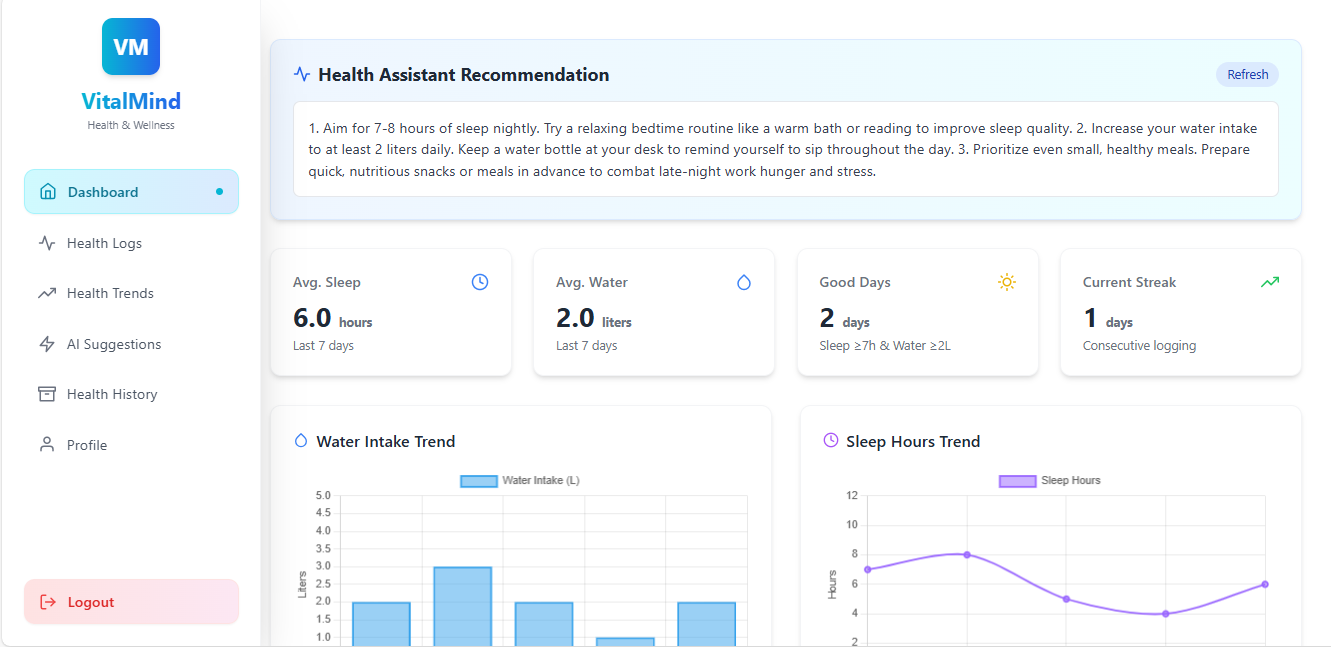 VM
VitalMind
Health & Wellness
Dashboard
Health Logs
Health Trends
AI Suggestions
Health History
Profile
Logout
Health Assistant Recommendation
Refresh
1. Aim for 7-8 hours of sleep nightly. Try a relaxing bedtime routine like a warm bath or reading to improve sleep quality. 2. Increase your water intake
to at least 2 liters daily. Keep a water bottle at your desk to remind yourself to sip throughout the day. 3. Prioritize even small, healthy meals. Prepare
quick, nutritious snacks or meals in advance to combat late-night work hunger and stress.
Avg. Sleep
6.0 hours
Last 7 days
Avg. Water
2.0 liters
Last 7 days
Good Days
2 days
Sleep ≥7h & Water ≥2L
Current Streak
1 days
Consecutive logging
Water Intake Trend
Water Intake (L)
5.0
4.5
4.0
3.5
3.0
2.5
2.0
1.5
1.0
Liters
Sleep Hours Trend
Sleep Hours
12
10
8
6
4
2
Hours